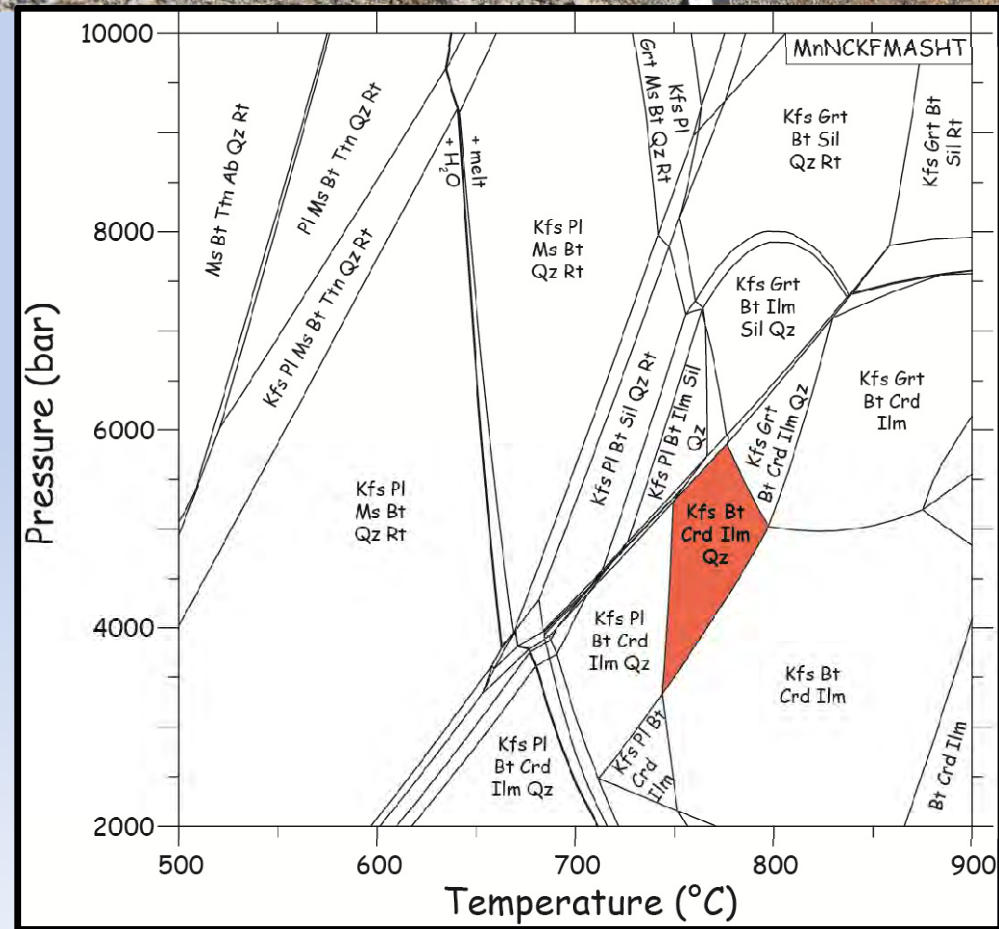 MnNCKFMASHT
Pressure (bar)
10000
8000
6000
4000
2000
500
600
700
800
900
Temperature (°C)
Ms Bt Ttn Ab Qz Rt
Pl Ms Bt Ttn Qz Rt
Kfs Pl Ms Bt Ttn Qz Rt
+ H₂O
+ melt
Kfs Pl
Ms Bt
Qz Rt
Kfs Pl
Grt Ms Bt Qz Rt
Kfs Grt
Bt Sil
Qz Rt
Kfs Grt Bt
Sil Rt
Kfs Grt
Bt Ilm
Sil Qz
Kfs Pl Bt Sil Qz Rt
Kfs Pl Bt Ilm Sil
Qz
Kfs Grt
Bt Crd Ilm Qz
Kfs Grt
Bt Crd
Ilm
Kfs Pl
Ms Bt
Qz Rt
Kfs Bt
Crd Ilm
Qz
Kfs Pl
Bt Crd
Ilm Qz
Kfs Bt
Crd Ilm
Kfs Pl
Bt Crd
Ilm Qz
Kfs Pl Bt
Crd
Ilm
Bt Crd Ilm